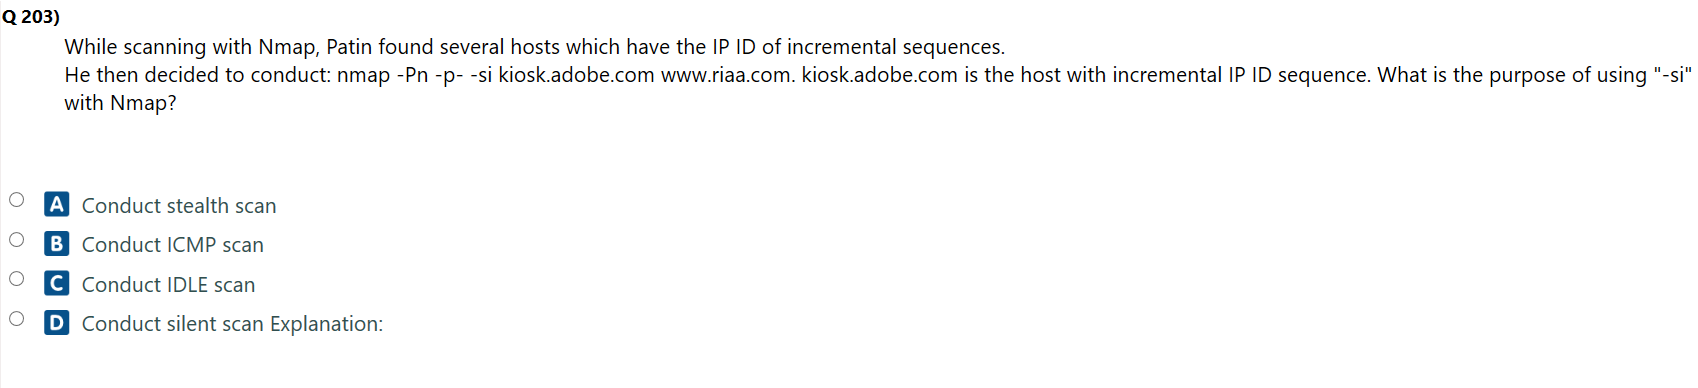 Q 203)
While scanning with Nmap, Patin found several hosts which have the IP ID of incremental sequences.
He then decided to conduct: nmap -Pn -p- -si kiosk.adobe.com www.riaa.com. kiosk.adobe.com is the host with incremental IP ID sequence. What is the purpose of using "-si"
with Nmap?
A Conduct stealth scan
B Conduct ICMP scan
C Conduct IDLE scan
D Conduct silent scan Explanation: